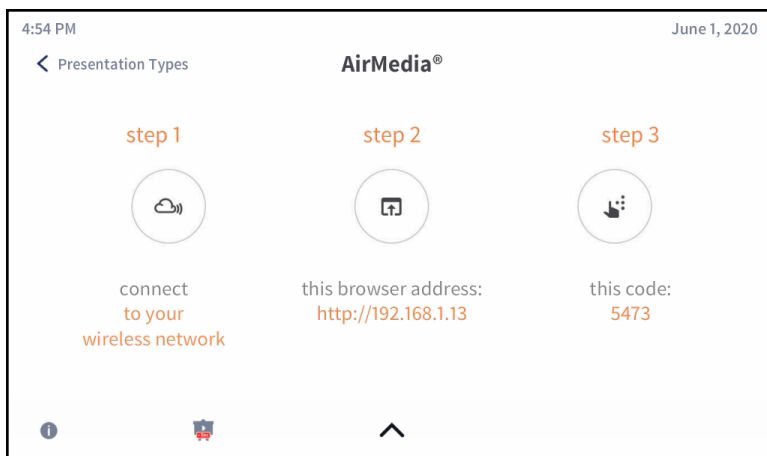 4:54 PM
June 1, 2020
Presentation Types
AirMedia®
step 1
step 2
step 3
connect
to your
wireless network
this browser address:
http://192.168.1.13
this code:
5473